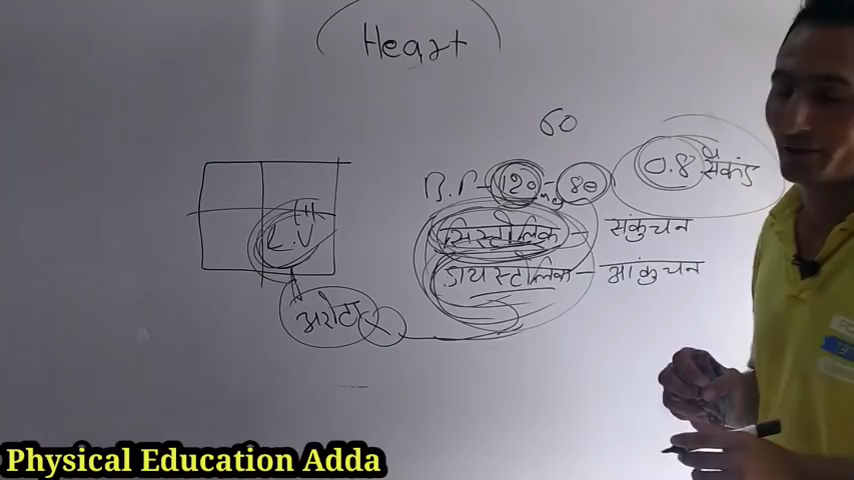 Heart
60
B.P - 120 - 80
0.8 सैकंड
L.V
सिस्टोलिक - संकुचन
डायस्टोलिक - आंकुचन
अरोटा
Physical Education Adda